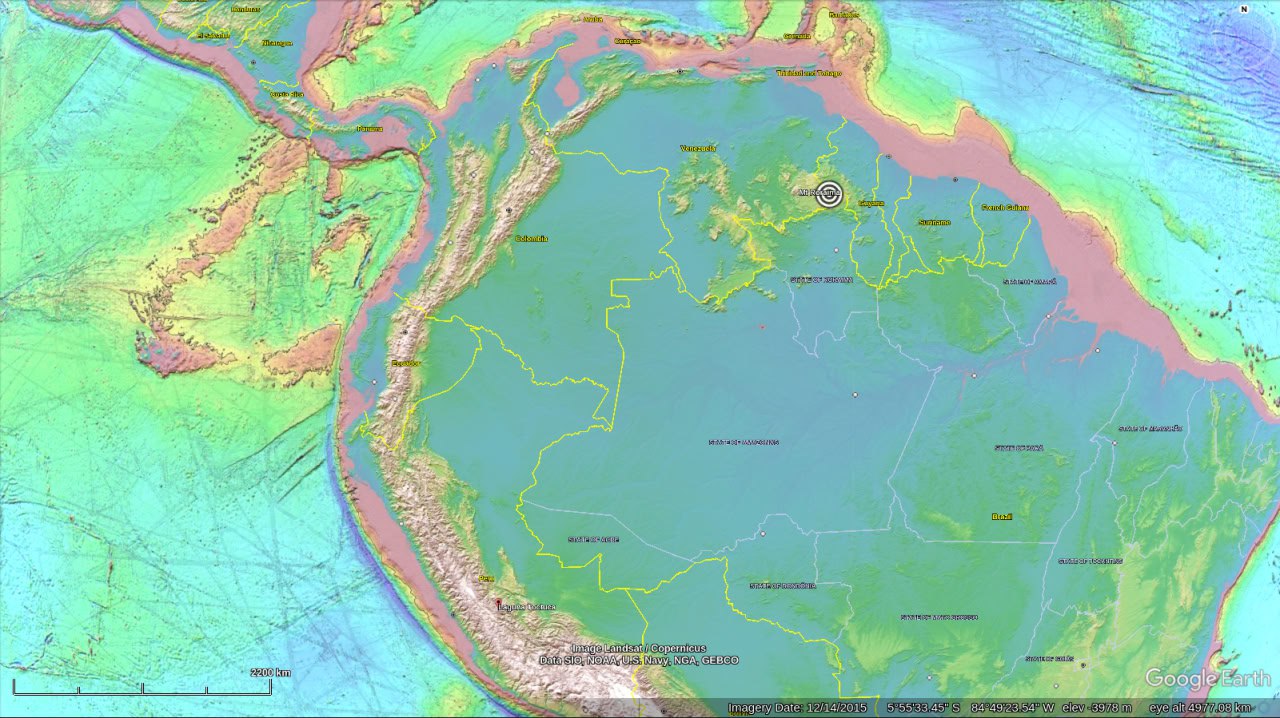 Honduras
El Salvador
Nicaragua
Aruba
Curaçao
Barbados
Grenada
N
Trinidad and Tobago
Costa Rica
Panama
Venezuela
Mt Roraima
Guyana
Suriname
French Guiana
Colombia
STATE OF RORAIMA
STATE OF AMAPÁ
Ecuador
STATE OF AMAZONAS
STATE OF PARÁ
STATE OF MARANHÃO
Brazil
STATE OF ACRE
STATE OF TOCANTINS
Peru
STATE OF RONDÔNIA
STATE OF MATO GROSSO
STATE OF GOIÁS
Image Landsat / Copernicus
Data SIO, NOAA, U.S. Navy, NGA, GEBCO
2200 km
Google Earth
Imagery Date: 12/14/2015 5°55'33.45" S 84°49'23.54" W elev -3978 m eye alt 4977.08 km